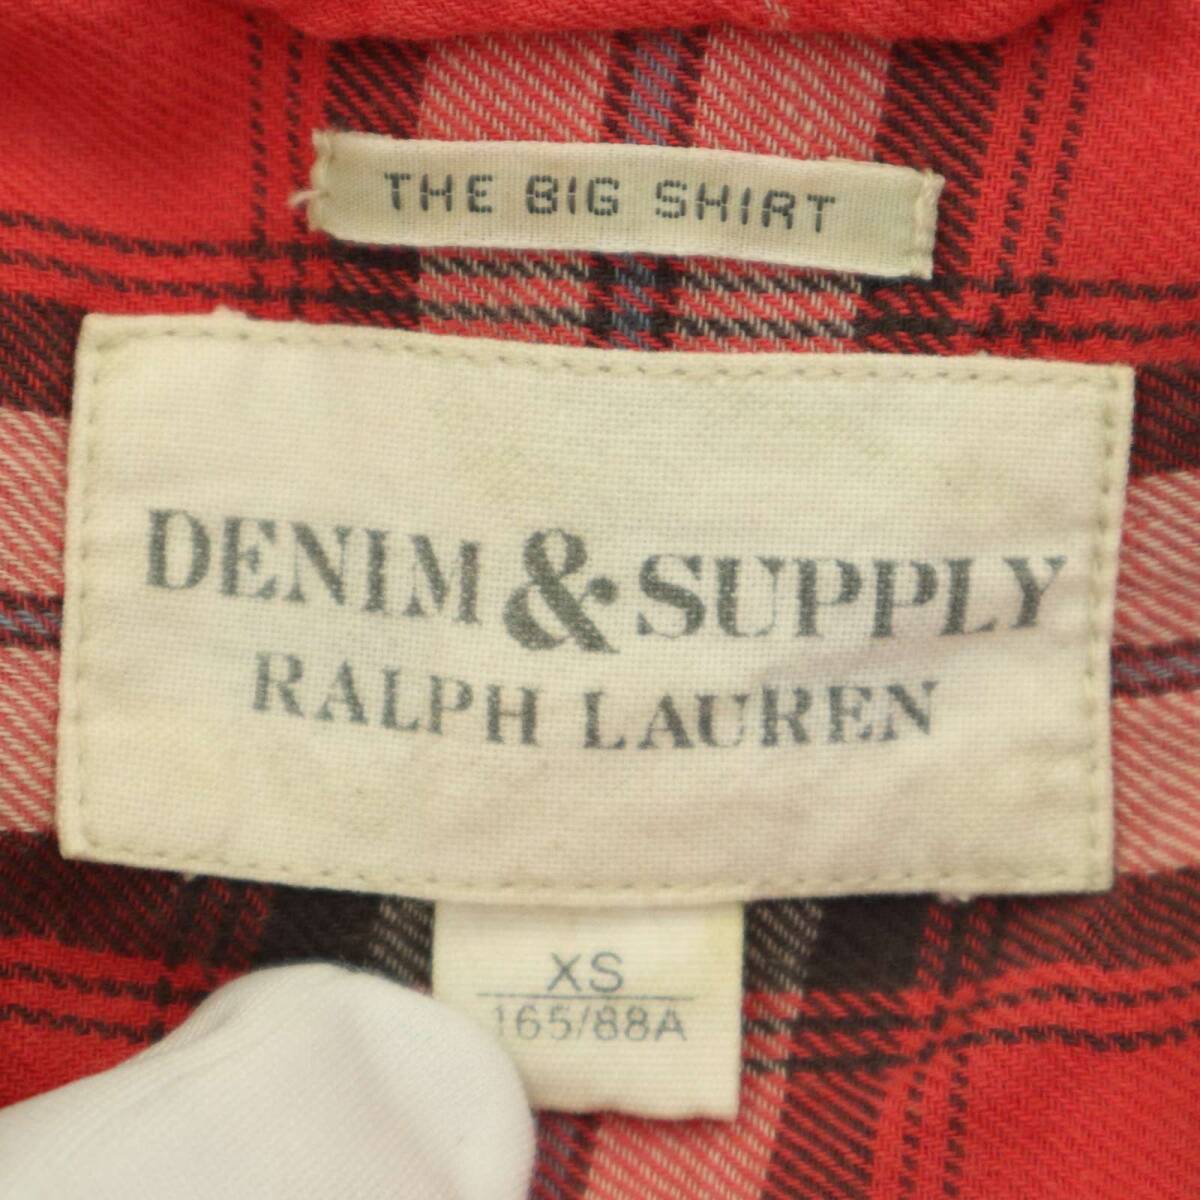 THE BIG SHIRT
DENIM & SUPPLY
RALPH LAUREN
XS
165/88A